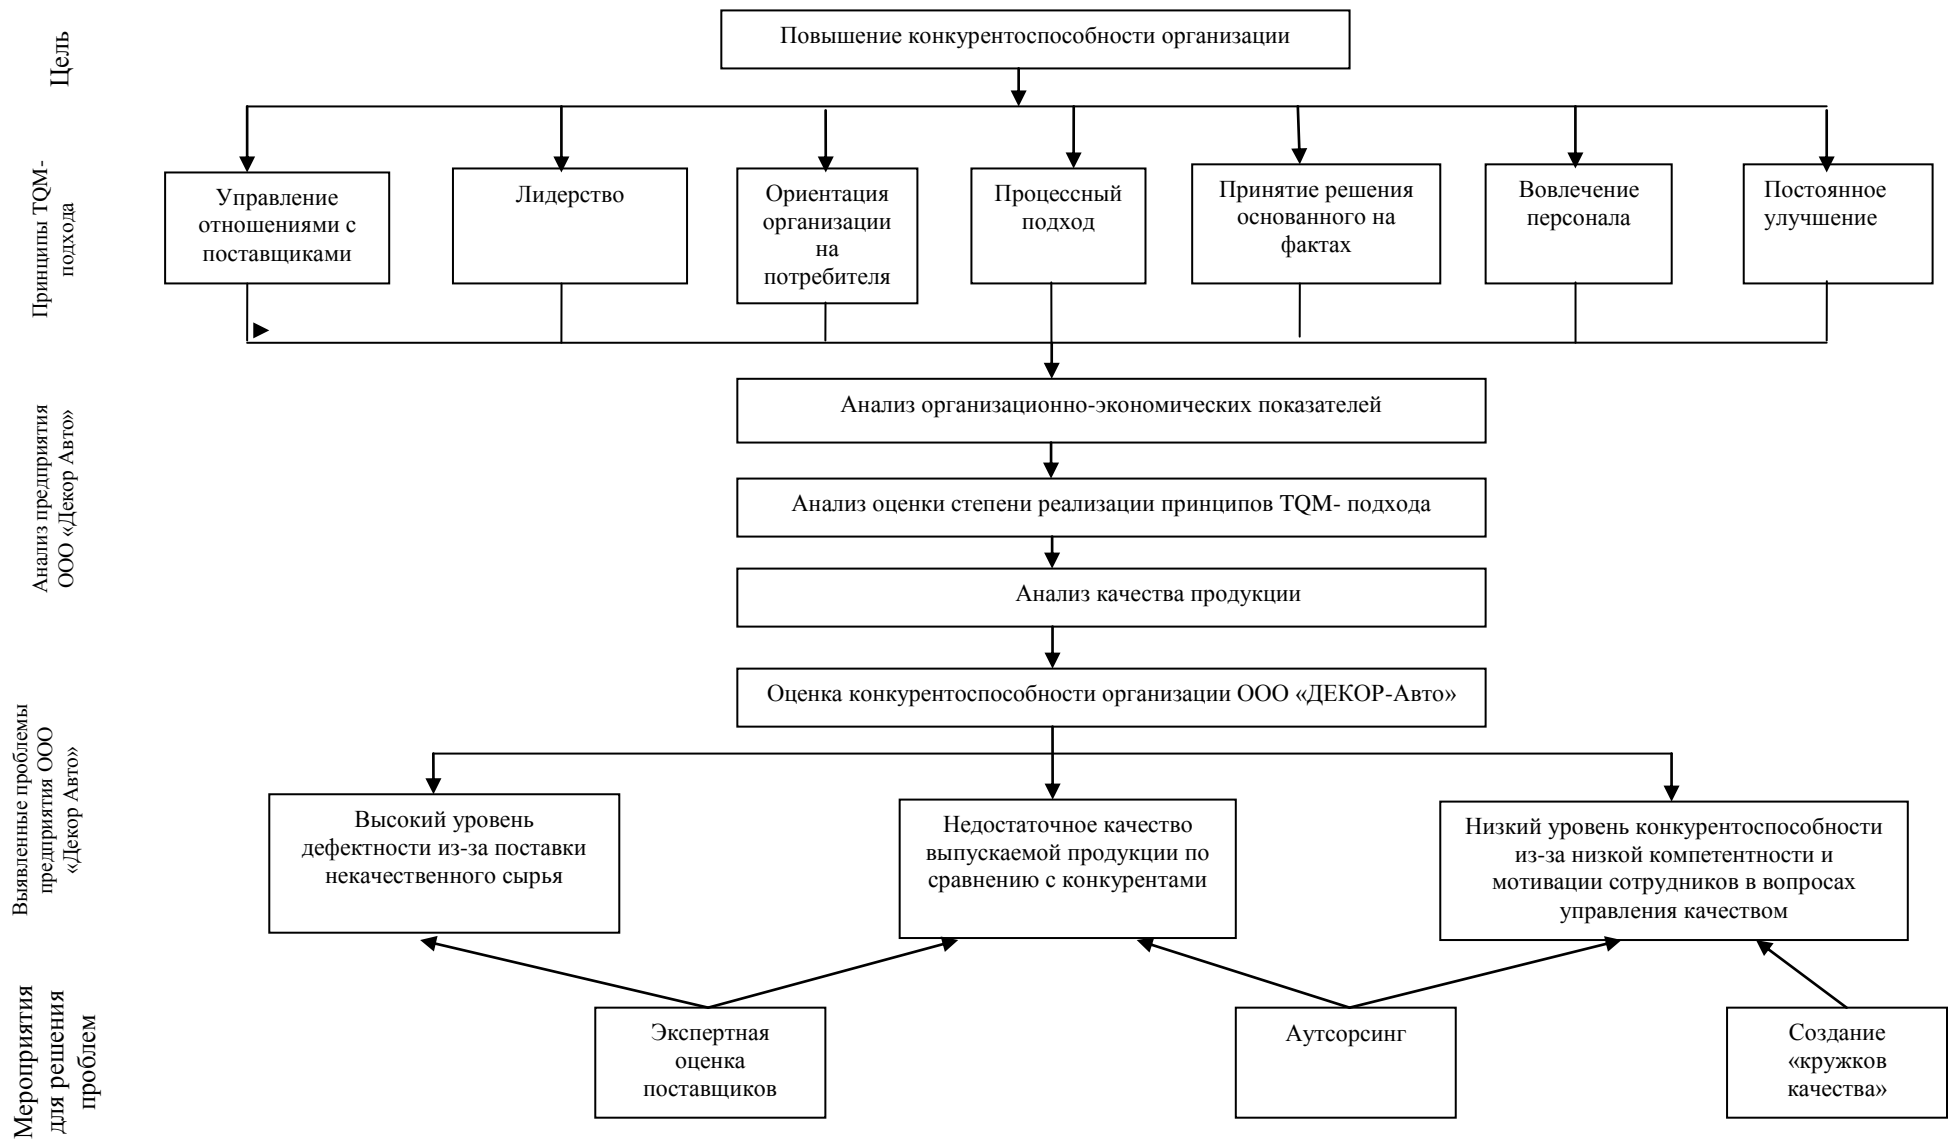 Цель
Повышение конкурентоспособности организации
Принципы TQM-
подхода
Управление
отношениями с
поставщиками
Лидерство
Ориентация
организации
на
потребителя
Процессный
подход
Принятие решения
основанного на
фактах
Вовлечение
персонала
Постоянное
улучшение
Анализ предприятия
ООО «Декор Авто»
Анализ организационно-экономических показателей
Анализ оценки степени реализации принципов TQM- подхода
Анализ качества продукции
Оценка конкурентоспособности организации ООО «ДЕКОР-Авто»
Выявленные проблемы
предприятия ООО
«Декор Авто»
Высокий уровень
дефектности из-за поставки
некачественного сырья
Недостаточное качество
выпускаемой продукции по
сравнению с конкурентами
Низкий уровень конкурентоспособности
из-за низкой компетентности и
мотивации сотрудников в вопросах
управления качеством
Мероприятия
для решения
проблем
Экспертная
оценка
поставщиков
Аутсорсинг
Создание
«кружков
качества»